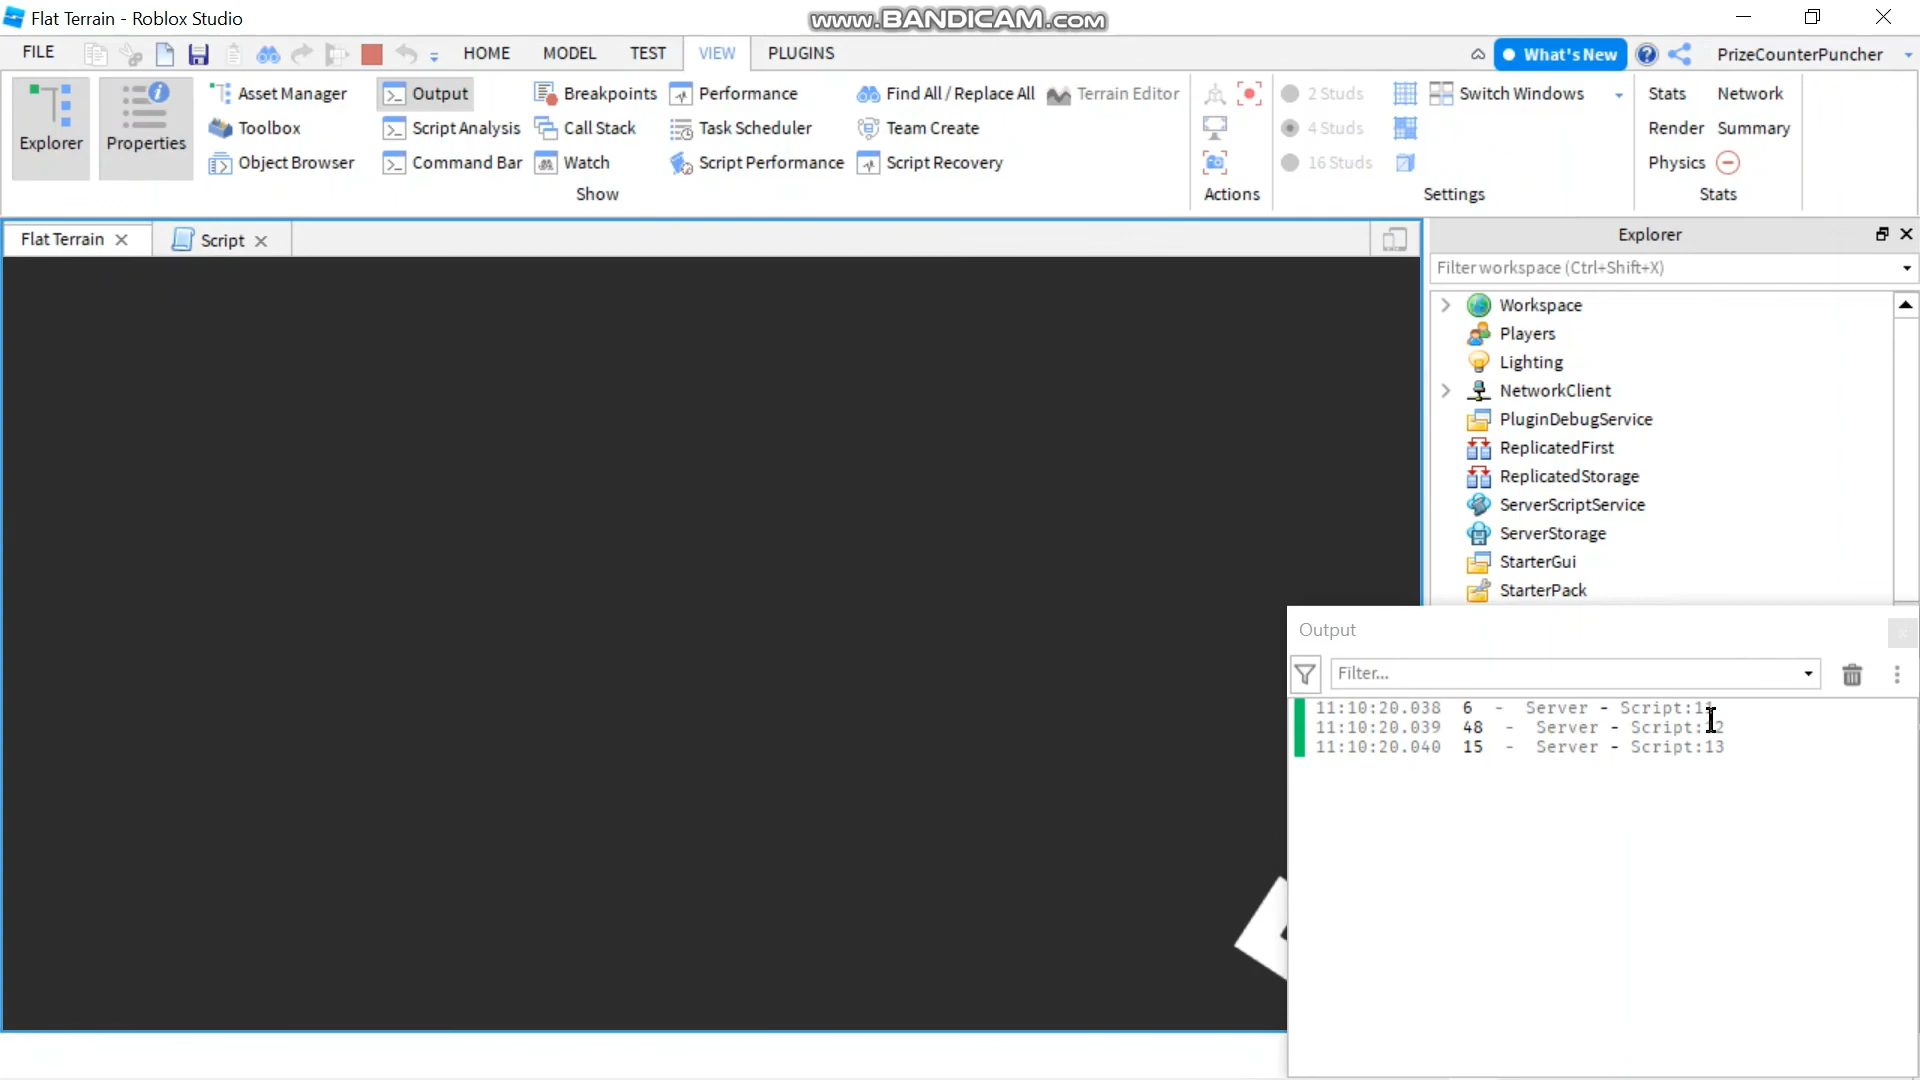 Flat Terrain - Roblox Studio
www.BANDICAM.com
FILE HOME MODEL TEST VIEW PLUGINS
What's New
PrizeCounterPuncher
Explorer
Properties
Asset Manager
Toolbox
Object Browser
Output
Script Analysis
Command Bar
Breakpoints
Call Stack
Watch
Performance
Task Scheduler
Script Performance
Find All / Replace All
Team Create
Script Recovery
Terrain Editor
Show
Actions
2 Studs
4 Studs
16 Studs
Switch Windows
Settings
Stats Network
Render Summary
Physics
Stats
Flat Terrain
Script
Explorer
Filter workspace (Ctrl+Shift+X)
Workspace
Players
Lighting
NetworkClient
PluginDebugService
ReplicatedFirst
ReplicatedStorage
ServerScriptService
ServerStorage
StarterGui
StarterPack
Output
Filter...
11:10:20.038 6 - Server - Script:11
11:10:20.039 48 - Server - Script:12
11:10:20.040 15 - Server - Script:13